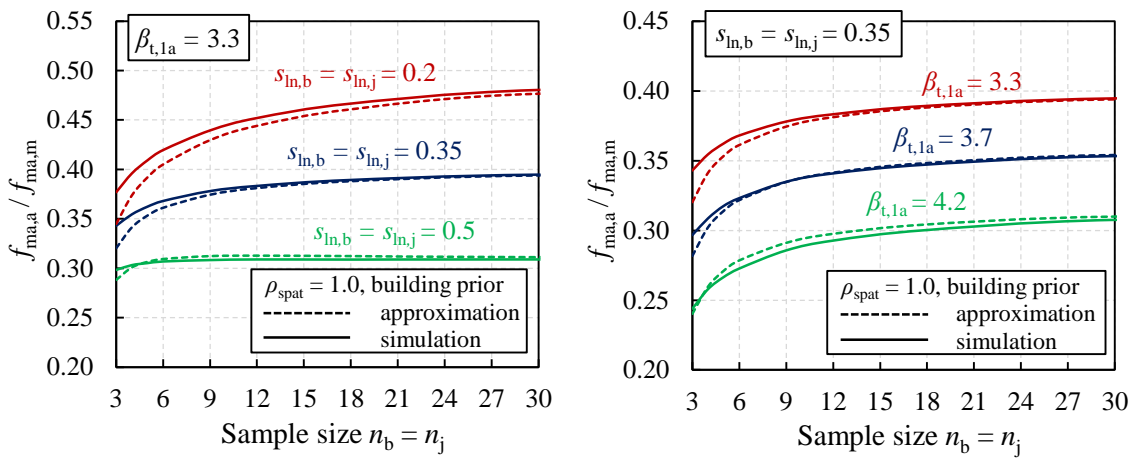 f_ma,a / f_ma,m
0.55
0.50
0.45
0.40
0.35
0.30
0.25
0.20
β_t,1a = 3.3
s_ln,b = s_ln,j = 0.2
s_ln,b = s_ln,j = 0.35
s_ln,b = s_ln,j = 0.5
ρ_spat = 1.0, building prior
approximation
simulation
3 6 9 12 15 18 21 24 27 30
Sample size n_b = n_j
f_ma,a / f_ma,m
0.45
0.40
0.35
0.30
0.25
0.20
s_ln,b = s_ln,j = 0.35
β_t,1a = 3.3
β_t,1a = 3.7
β_t,1a = 4.2
ρ_spat = 1.0, building prior
approximation
simulation
3 6 9 12 15 18 21 24 27 30
Sample size n_b = n_j